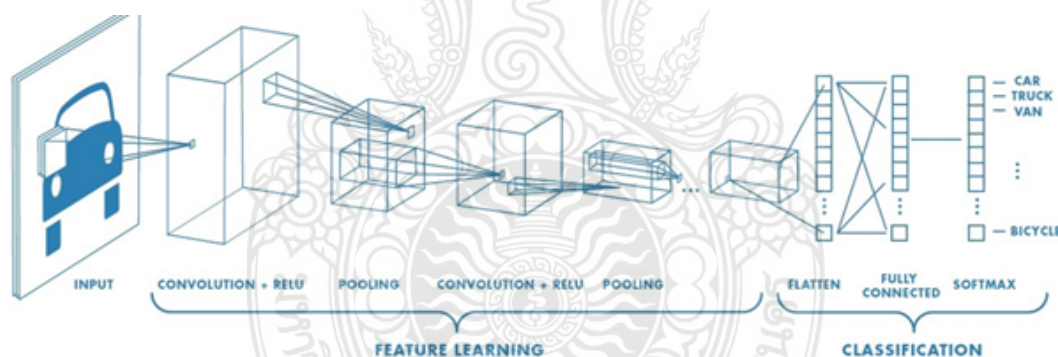 CAR
TRUCK
VAN
BICYCLE
INPUT
CONVOLUTION + RELU
POOLING
CONVOLUTION + RELU
POOLING
FLATTEN
FULLY
CONNECTED
SOFTMAX
FEATURE LEARNING
CLASSIFICATION